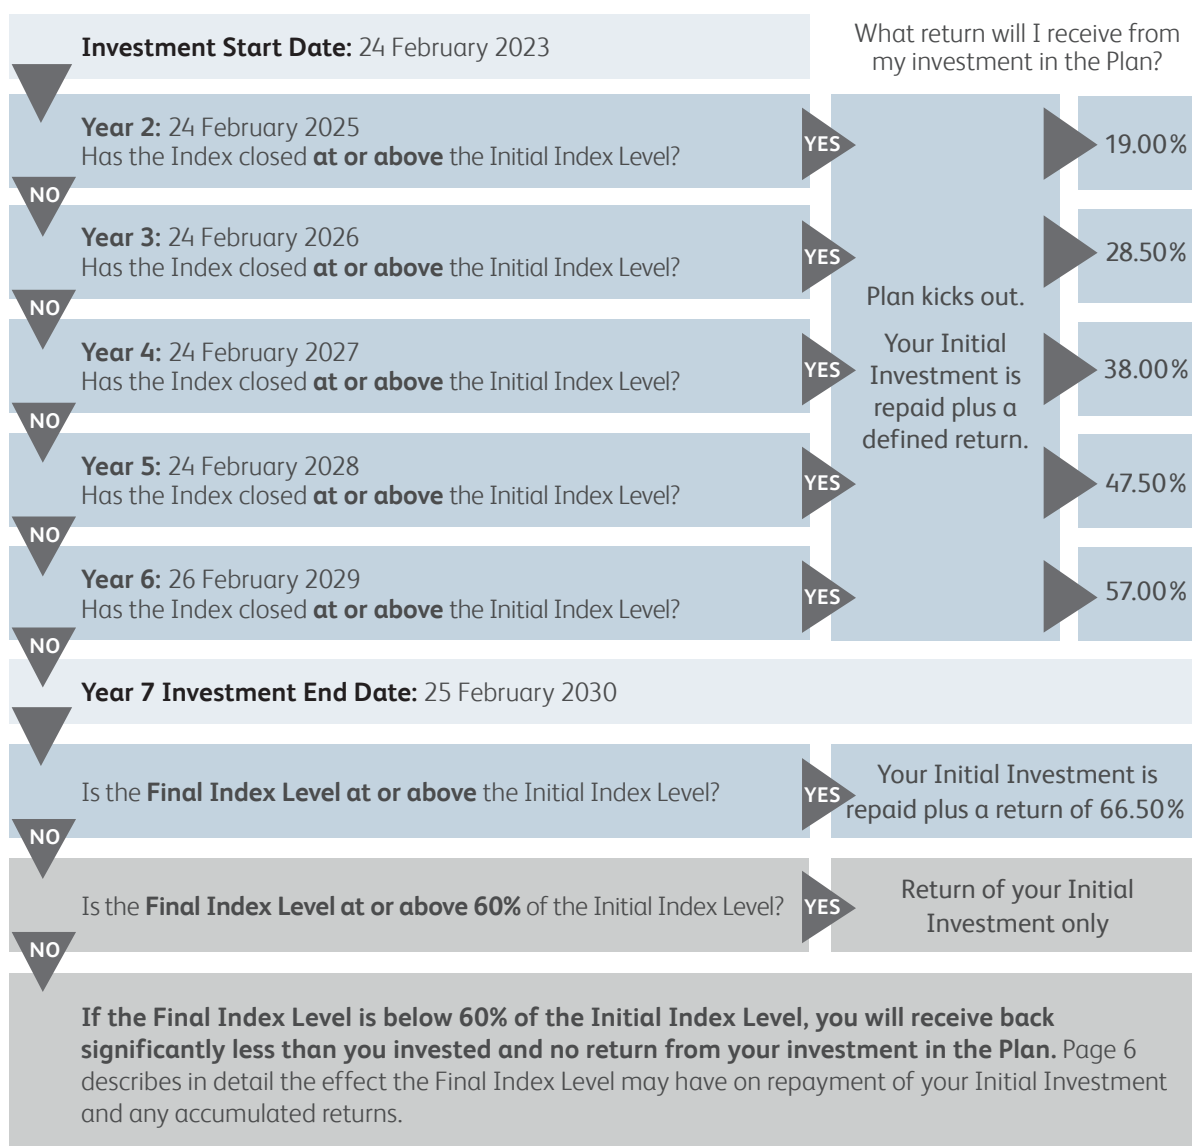 Investment Start Date: 24 February 2023
What return will I receive from
my investment in the Plan?
Year 2: 24 February 2025
Has the Index closed at or above the Initial Index Level?
YES
19.00%
NO
Year 3: 24 February 2026
Has the Index closed at or above the Initial Index Level?
YES
28.50%
NO
Year 4: 24 February 2027
Has the Index closed at or above the Initial Index Level?
YES
38.00%
NO
Year 5: 24 February 2028
Has the Index closed at or above the Initial Index Level?
YES
47.50%
NO
Year 6: 26 February 2029
Has the Index closed at or above the Initial Index Level?
YES
57.00%
Plan kicks out.
Your Initial
Investment is
repaid plus a
defined return.
NO
Year 7 Investment End Date: 25 February 2030
Is the Final Index Level at or above the Initial Index Level?
YES
Your Initial Investment is
repaid plus a return of 66.50%
NO
Is the Final Index Level at or above 60% of the Initial Index Level?
YES
Return of your Initial
Investment only
NO
If the Final Index Level is below 60% of the Initial Index Level, you will receive back
significantly less than you invested and no return from your investment in the Plan. Page 6
describes in detail the effect the Final Index Level may have on repayment of your Initial Investment
and any accumulated returns.